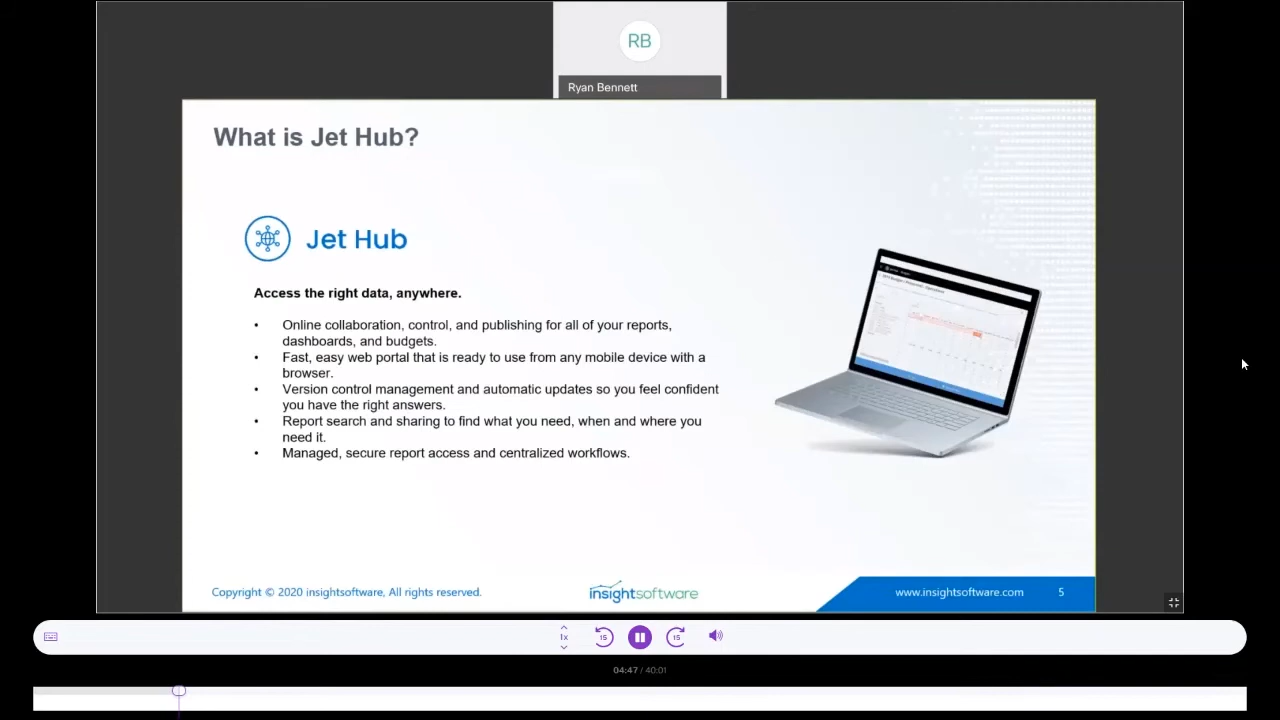 RB
Ryan Bennett
What is Jet Hub?
Jet Hub
Access the right data, anywhere.
• Online collaboration, control, and publishing for all of your reports,
dashboards, and budgets.
• Fast, easy web portal that is ready to use from any mobile device with a
browser.
• Version control management and automatic updates so you feel confident
you have the right answers.
• Report search and sharing to find what you need, when and where you
need it.
• Managed, secure report access and centralized workflows.
Copyright © 2020 insightsoftware, All rights reserved.
insightsoftware
www.insightsoftware.com
5
1x
15
15
04:47 / 40:01